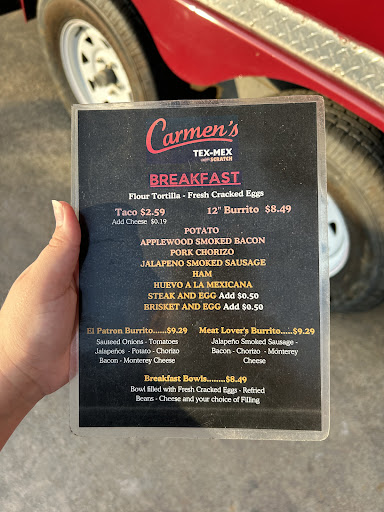 Carmen's
TEX-MEX
SCRATCH
BREAKFAST
Flour Tortilla - Fresh Cracked Eggs
Taco $2.59
Add Cheese $0.19
12" Burrito $8.49
POTATO
APPLEWOOD SMOKED BACON
PORK CHORIZO
JALAPENO SMOKED SAUSAGE
HAM
HUEVO A LA MEXICANA
STEAK AND EGG Add $0.50
BRISKET AND EGG Add $0.50
El Patron Burrito......$9.29
Sauteed Onions - Tomatoes
Jalapeños - Potato - Chorizo
Bacon - Monterey Cheese
Meat Lover's Burrito.....$9.29
Jalapeño Smoked Sausage -
Bacon - Chorizo - Monterey
Cheese
Breakfast Bowls.........$8.49
Bowl filled with Fresh Cracked Eggs - Refried
Beans - Cheese and your choice of Filling